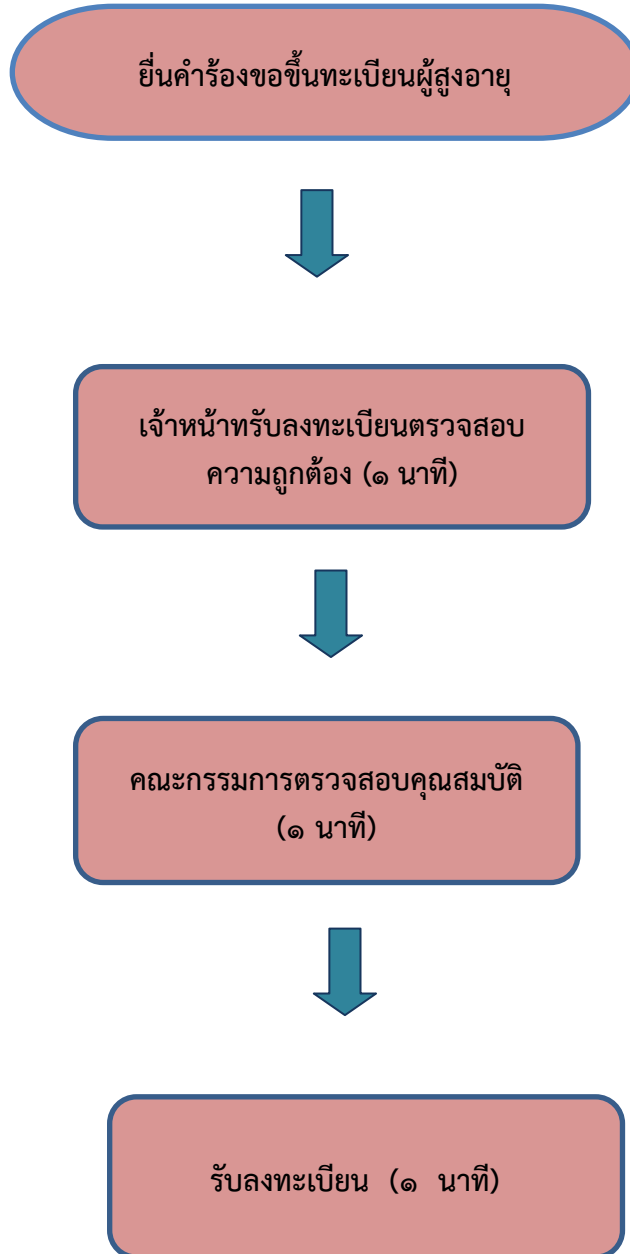 ยื่นคำร้องขอขึ้นทะเบียนผู้สูงอายุ
เจ้าหน้าทรับลงทะเบียนตรวจสอบ
ความถูกต้อง (๑ นาที)
คณะกรรมการตรวจสอบคุณสมบัติ
(๑ นาที)
รับลงทะเบียน (๑ นาที)